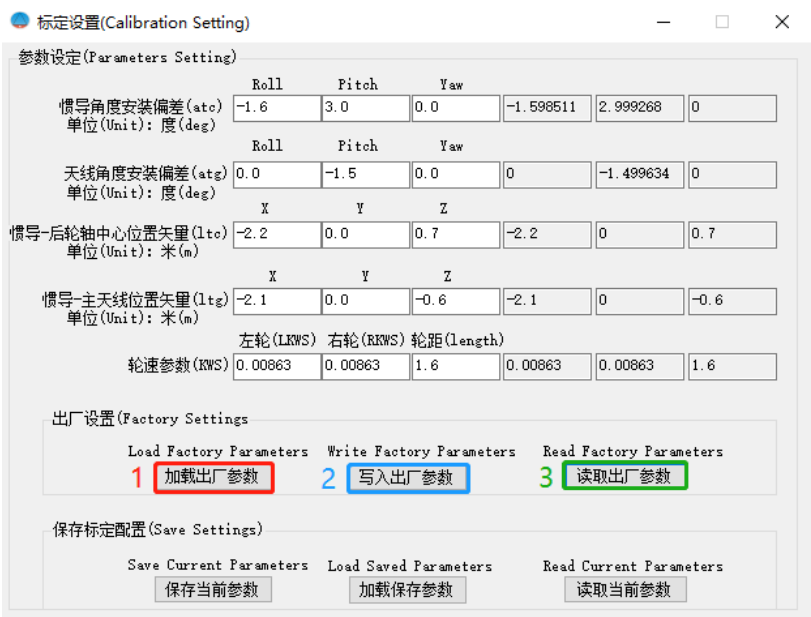 标定设置(Calibration Setting)
参数设定(Parameters Setting)
Roll Pitch Yaw
惯导角度安装偏差(atc) -1.6 3.0 0.0 -1.598511 2.999268 0
单位(Unit): 度(deg)
Roll Pitch Yaw
天线角度安装偏差(atg) 0.0 -1.5 0.0 0 -1.499634 0
单位(Unit): 度(deg)
X Y Z
惯导-后轮轴中心位置矢量(ltc) -2.2 0.0 0.7 -2.2 0 0.7
单位(Unit): 米(m)
X Y Z
惯导-主天线位置矢量(ltg) -2.1 0.0 -0.6 -2.1 0 -0.6
单位(Unit): 米(m)
左轮(LKWS) 右轮(RKWS) 轮距(length)
轮速参数(KWS) 0.00863 0.00863 1.6 0.00863 0.00863 1.6
出厂设置(Factory Settings
Load Factory Parameters Write Factory Parameters Read Factory Parameters
1 加载出厂参数 2 写入出厂参数 3 读取出厂参数
保存标定配置(Save Settings)
Save Current Parameters Load Saved Parameters Read Current Parameters
保存当前参数 加载保存参数 读取当前参数